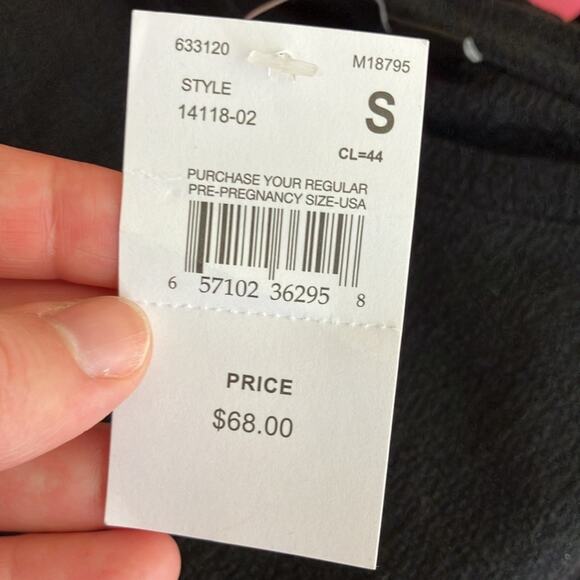 633120
M18795
STYLE
14118-02
S
CL=44
PURCHASE YOUR REGULAR
PRE-PREGNANCY SIZE-USA
6 57102 36295 8
PRICE
$68.00